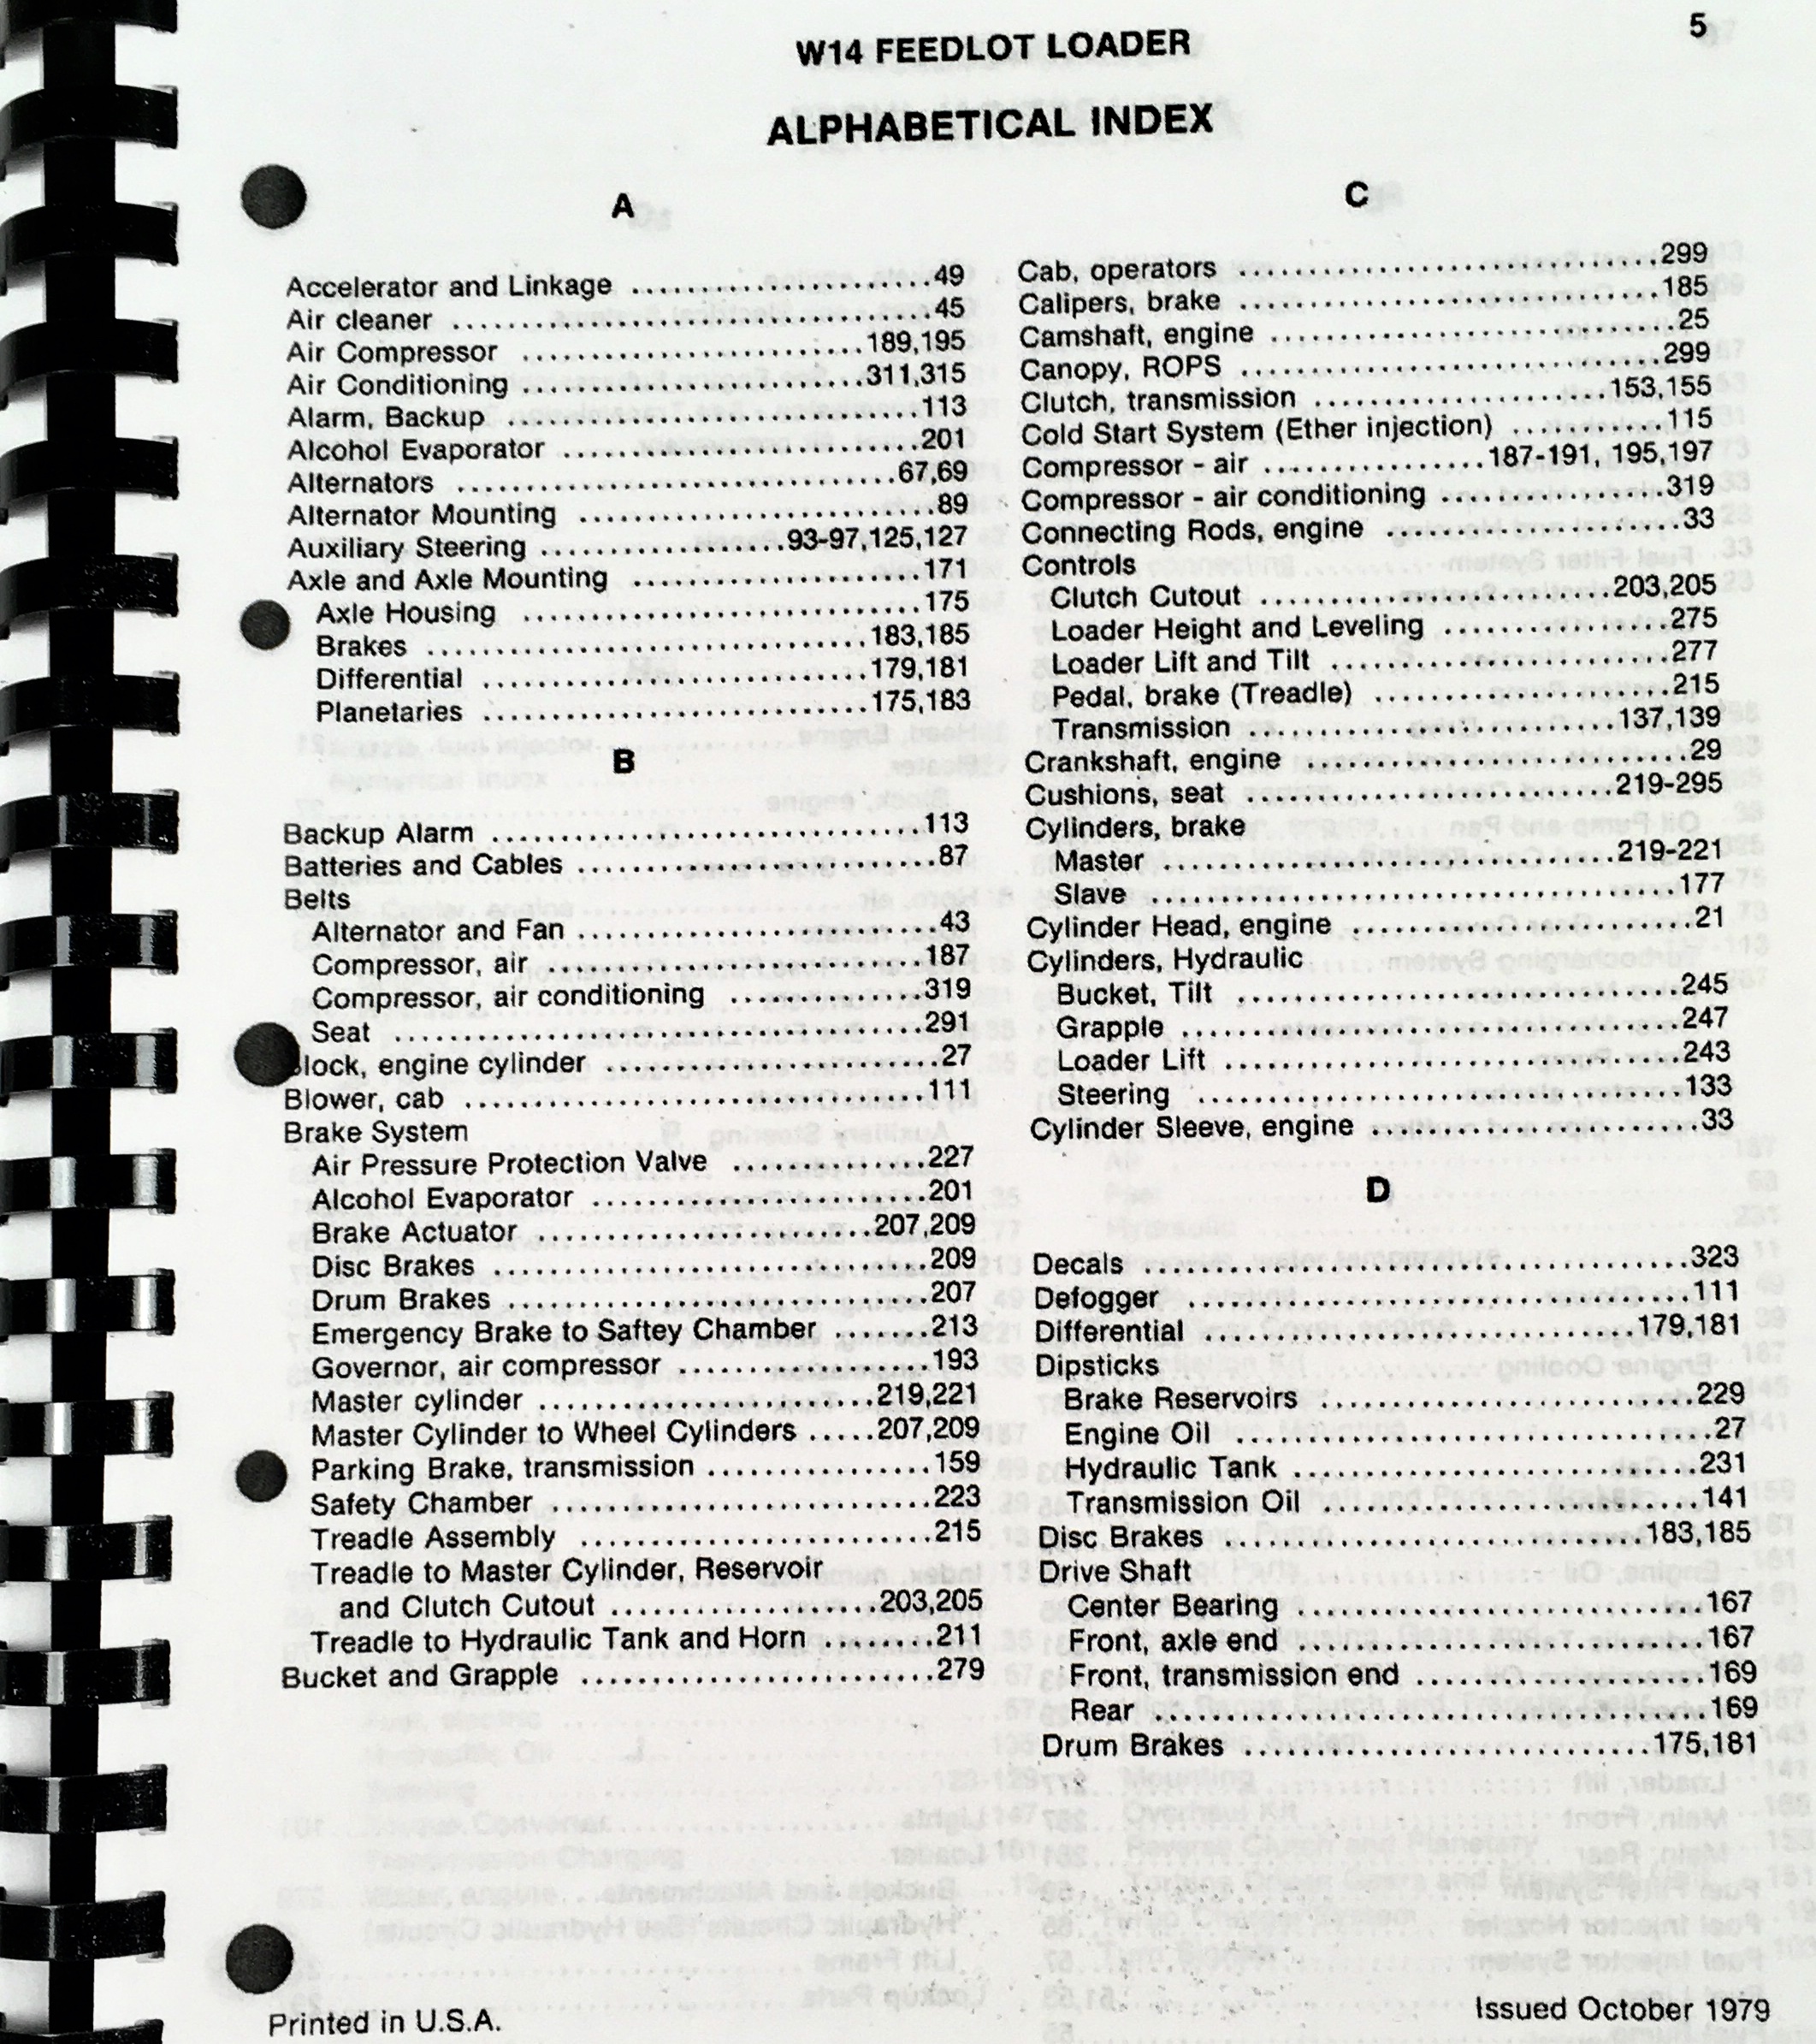 5
W14 FEEDLOT LOADER
ALPHABETICAL INDEX
A
Accelerator and Linkage ........................49
Air cleaner ........................45
Air Compressor ........................189,195
Air Conditioning ........................311,315
Alarm, Backup ........................113
Alcohol Evaporator ........................201
Alternators ........................67,69
Alternator Mounting ........................89
Auxiliary Steering ........................93-97,125,127
Axle and Axle Mounting ........................171
Axle Housing ........................175
Brakes ........................183,185
Differential ........................179,181
Planetaries ........................175,183
B
Backup Alarm ........................113
Batteries and Cables ........................87
Belts
Alternator and Fan ........................43
Compressor, air ........................187
Compressor, air conditioning ...............319
Seat ........................291
lock, engine cylinder ........................27
Blower, cab ........................111
Brake System
Air Pressure Protection Valve ...............227
Alcohol Evaporator ........................201
Brake Actuator ........................207,209
Disc Brakes ........................209
Drum Brakes ........................207
Emergency Brake to Saftey Chamber ........213
Governor, air compressor ...................193
Master cylinder ........................219,221
Master Cylinder to Wheel Cylinders .....207,209
Parking Brake, transmission .................159
Safety Chamber ........................223
Treadle Assembly ........................215
Treadle to Master Cylinder, Reservoir
and Clutch Cutout ....................203,205
Treadle to Hydraulic Tank and Horn ........211
Bucket and Grapple ........................279
C
Cab, operators ........................299
Calipers, brake ........................185
Camshaft, engine ........................25
Canopy, ROPS ........................299
Clutch, transmission ......................153,155
Cold Start System (Ether injection) ...........115
Compressor - air ................187-191, 195,197
Compressor - air conditioning ................319
Connecting Rods, engine ......................33
Controls
Clutch Cutout ........................203,205
Loader Height and Leveling .................275
Loader Lift and Tilt ........................277
Pedal, brake (Treadle) ......................215
Transmission ........................137,139
Crankshaft, engine ........................29
Cushions, seat ........................219-295
Cylinders, brake
Master ........................219-221
Slave ........................177
Cylinder Head, engine ........................21
Cylinders, Hydraulic
Bucket, Tilt ........................245
Grapple ........................247
Loader Lift ........................243
Steering ........................133
Cylinder Sleeve, engine ........................33
D
Decals ........................323
Defogger ........................111
Differential ........................179,181
Dipsticks
Brake Reservoirs ........................229
Engine Oil ........................27
Hydraulic Tank ........................231
Transmission Oil ........................141
Disc Brakes ........................183,185
Drive Shaft
Center Bearing ........................167
Front, axle end ........................167
Front, transmission end .....................169
Rear ........................169
Drum Brakes ........................175,181
Printed in U.S.A.
Issued October 1979